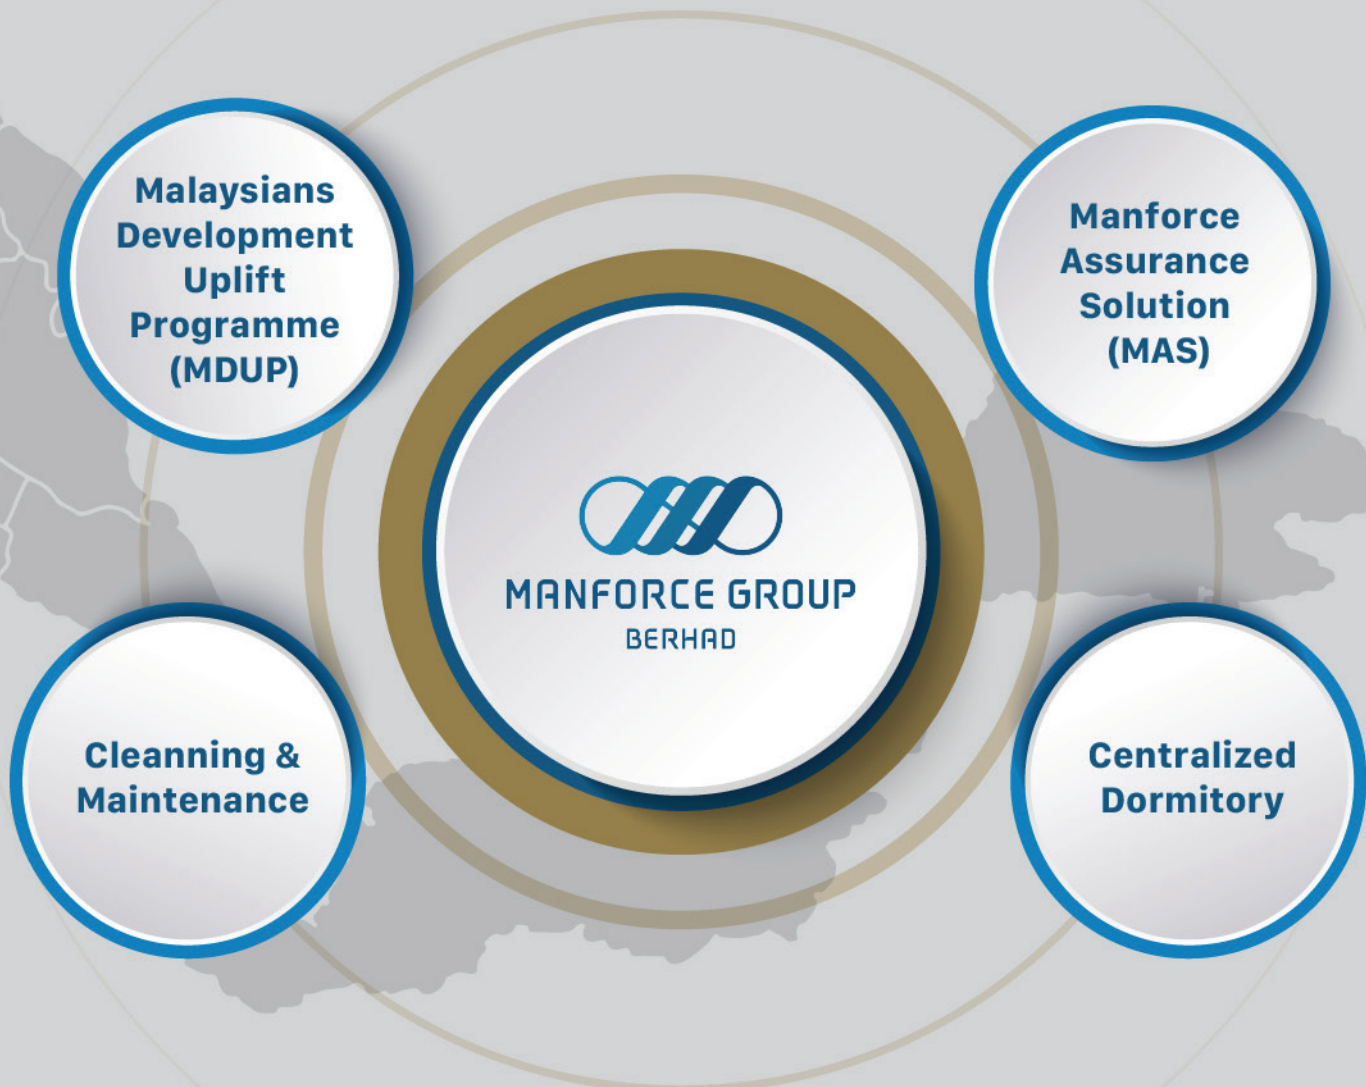 Malaysians
Development
Uplift
Programme
(MDUP)
Manforce
Assurance
Solution
(MAS)
MANFORCE GROUP
BERHAD
Cleanning &
Maintenance
Centralized
Dormitory